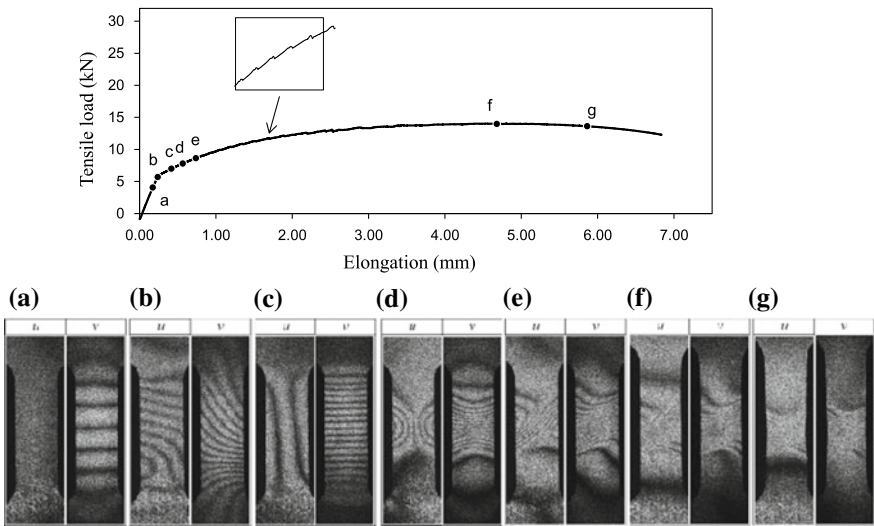 30
25
20
15
10
5
0
Tensile load (kN)
a
b
c d e
f
g
0.00 1.00 2.00 3.00 4.00 5.00 6.00 7.00
Elongation (mm)
(a) (b) (c) (d) (e) (f) (g)
u v u v u v u v u v u v u v